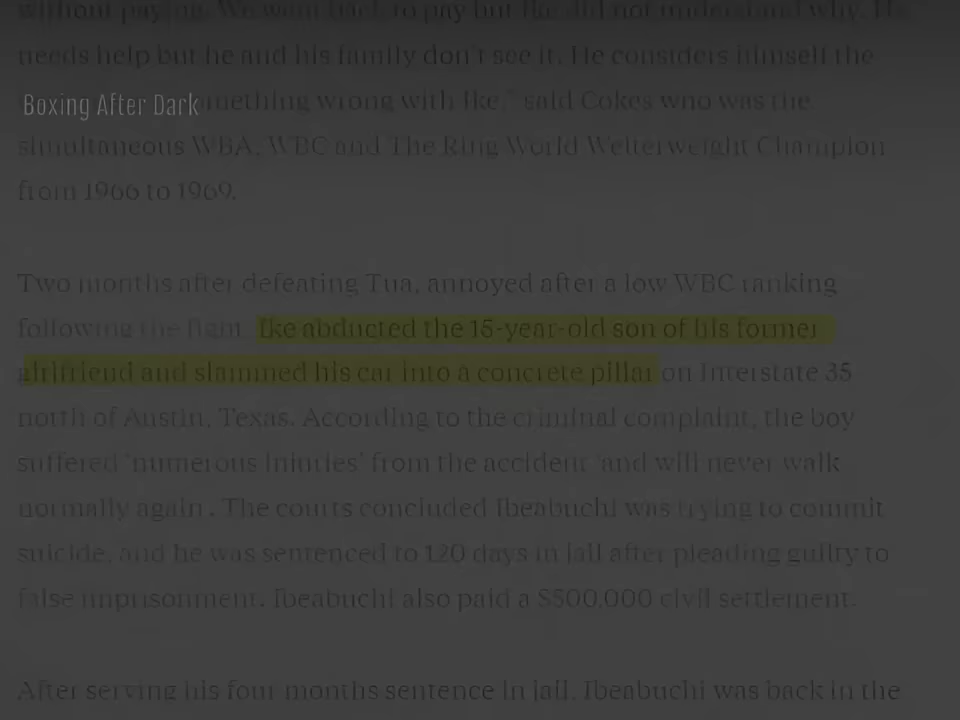 without paying. We went back to pay but Ike did not understand why. He
needs help but he and his family don't see it. He considers himself the
Boxing After Dark
something wrong with Ike," said Cokes who was the
simultaneous WBA, WBC and The Ring World Welterweight Champion
from 1966 to 1969.
Two months after defeating Tua, annoyed after a low WBC ranking
following the fight, Ike abducted the 15-year-old son of his former
girlfriend and slammed his car into a concrete pillar on Interstate 35
north of Austin, Texas. According to the criminal complaint, the boy
suffered 'numerous injuries' from the accident 'and will never walk
normally again'. The courts concluded Ibeabuchi was trying to commit
suicide, and he was sentenced to 120 days in jail after pleading guilty to
false imprisonment. Ibeabuchi also paid a $500,000 civil settlement.
After serving his four months sentence in jail, Ibeabuchi was back in the